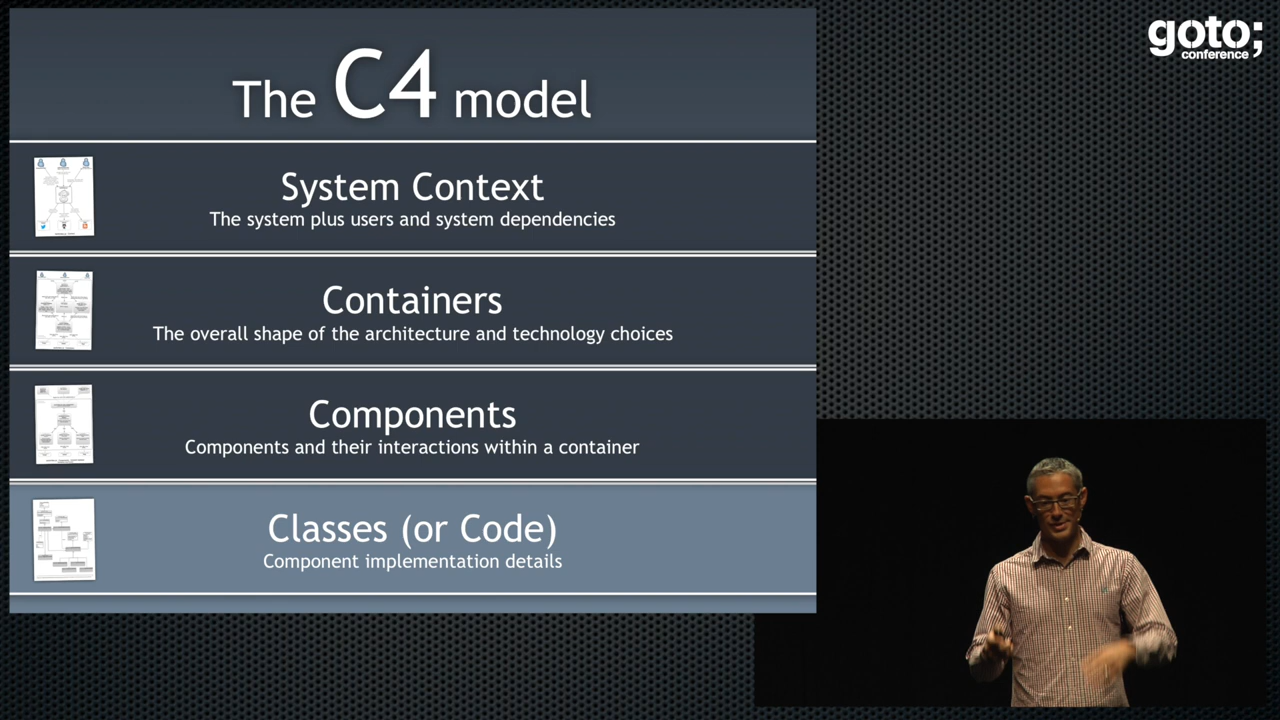 The C4 model
goto;
conference
System Context
The system plus users and system dependencies
Containers
The overall shape of the architecture and technology choices
Components
Components and their interactions within a container
Classes (or Code)
Component implementation details